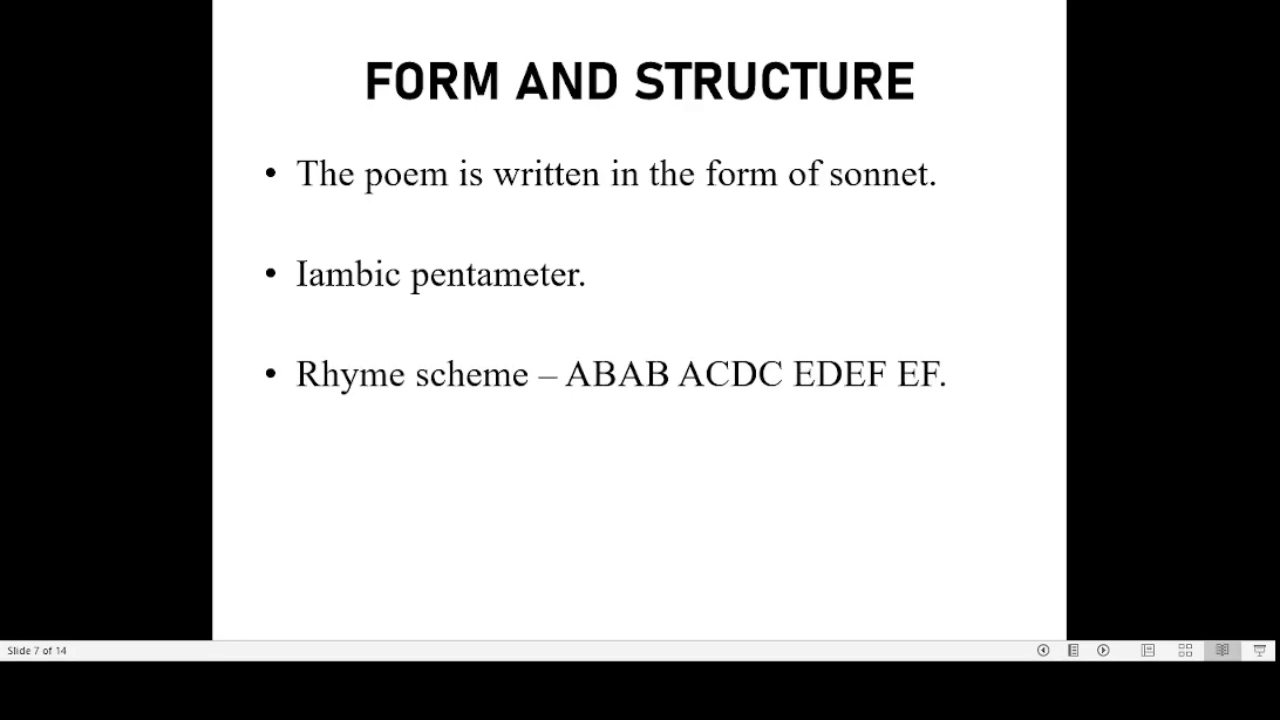 FORM AND STRUCTURE
• The poem is written in the form of sonnet.
• Iambic pentameter.
• Rhyme scheme – ABAB ACDC EDEF EF.
Slide 7 of 14